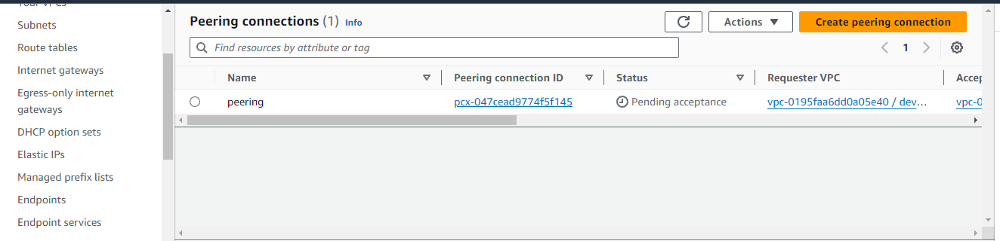 Your VPCs
Subnets
Route tables
Internet gateways
Egress-only internet
gateways
DHCP option sets
Elastic IPs
Managed prefix lists
Endpoints
Endpoint services
Peering connections (1) Info
Actions
Create peering connection
Find resources by attribute or tag
1
Name Peering connection ID Status Requester VPC Accep
peering pcx-047cead9774f5f145 Pending acceptance vpc-0195faa6dd0a05e40 / dev… vpc-0